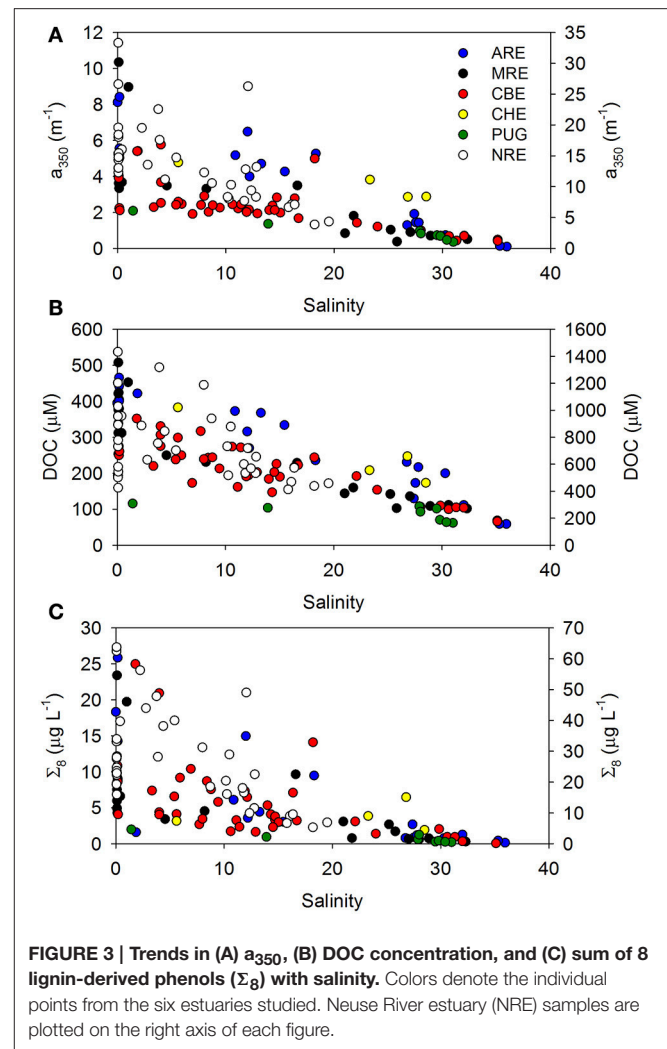 A
12
10
8
6
4
2
0
a350 (m-1)
35
30
25
20
15
10
5
0
a350 (m-1)
ARE
MRE
CBE
CHE
PUG
NRE
0 10 20 30 40
Salinity
B
600
500
400
300
200
100
0
DOC (µM)
1600
1400
1200
1000
800
600
400
200
0
DOC (µM)
0 10 20 30 40
Salinity
C
30
25
20
15
10
5
0
Σ8 (µg L-1)
70
60
50
40
30
20
10
0
Σ8 (µg L-1)
0 10 20 30 40
Salinity
FIGURE 3 | Trends in (A) a350, (B) DOC concentration, and (C) sum of 8
lignin-derived phenols (Σ8) with salinity. Colors denote the individual
points from the six estuaries studied. Neuse River estuary (NRE) samples are
plotted on the right axis of each figure.